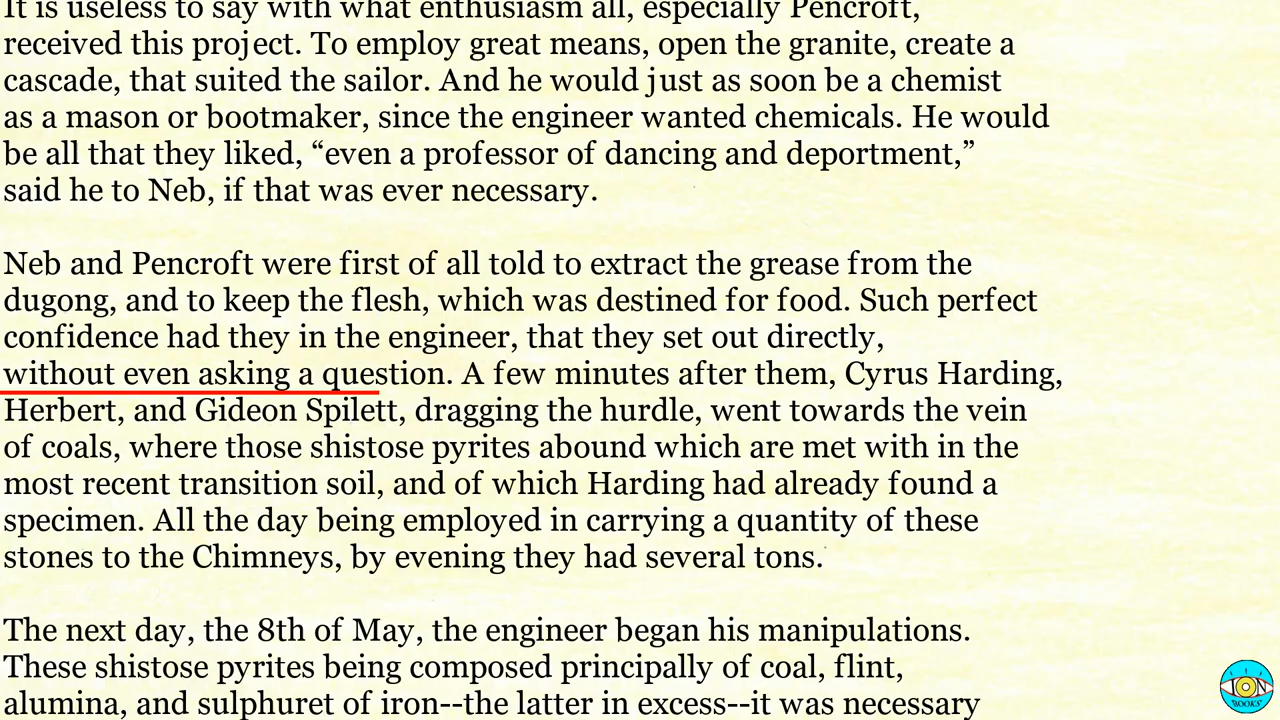 It is useless to say with what enthusiasm all, especially Pencroft,
received this project. To employ great means, open the granite, create a
cascade, that suited the sailor. And he would just as soon be a chemist
as a mason or bootmaker, since the engineer wanted chemicals. He would
be all that they liked, “even a professor of dancing and deportment,”
said he to Neb, if that was ever necessary.
Neb and Pencroft were first of all told to extract the grease from the
dugong, and to keep the flesh, which was destined for food. Such perfect
confidence had they in the engineer, that they set out directly,
without even asking a question. A few minutes after them, Cyrus Harding,
Herbert, and Gideon Spilett, dragging the hurdle, went towards the vein
of coals, where those shistose pyrites abound which are met with in the
most recent transition soil, and of which Harding had already found a
specimen. All the day being employed in carrying a quantity of these
stones to the Chimneys, by evening they had several tons.
The next day, the 8th of May, the engineer began his manipulations.
These shistose pyrites being composed principally of coal, flint,
alumina, and sulphuret of iron--the latter in excess--it was necessary
ION
BOOKS